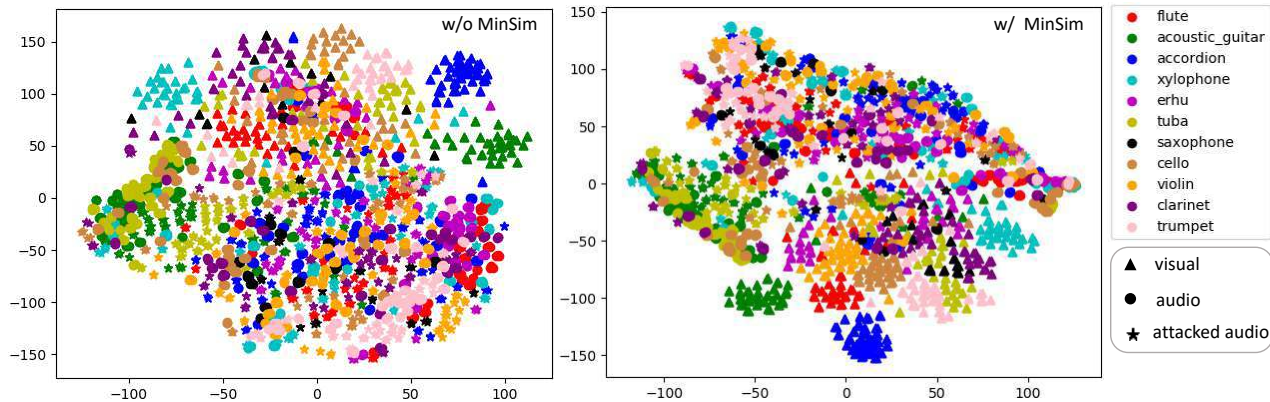 w/o MinSim
150
100
50
0
−50
−100
−150
−100
−50
0
50
100
w/ MinSim
150
100
50
0
−50
−100
−150
−100
−50
0
50
100
flute
acoustic_guitar
accordion
xylophone
erhu
tuba
saxophone
cello
violin
clarinet
trumpet
visual
audio
attacked audio